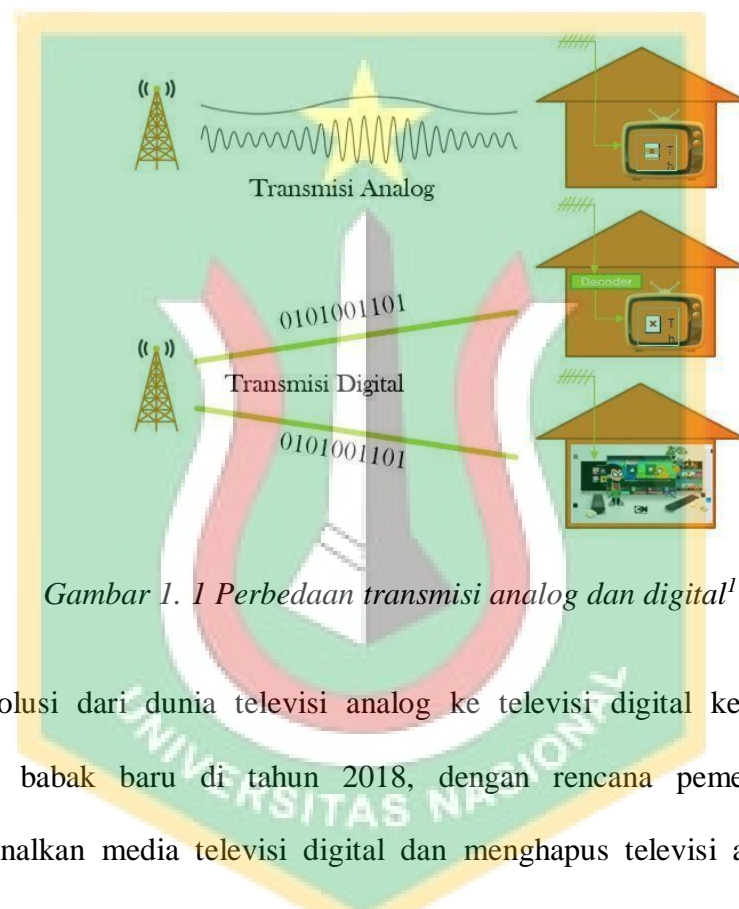 Transmisi Analog
Decoder
T
h
0101001101
Transmisi Digital
0101001101
CN
Gambar 1. 1 Perbedaan transmisi analog dan digital1
olusi dari dunia televisi analog ke televisi digital ke
babak baru di tahun 2018, dengan rencana peme
nalkan media televisi digital dan menghapus televisi a
UNIVERSITAS NASIONAL